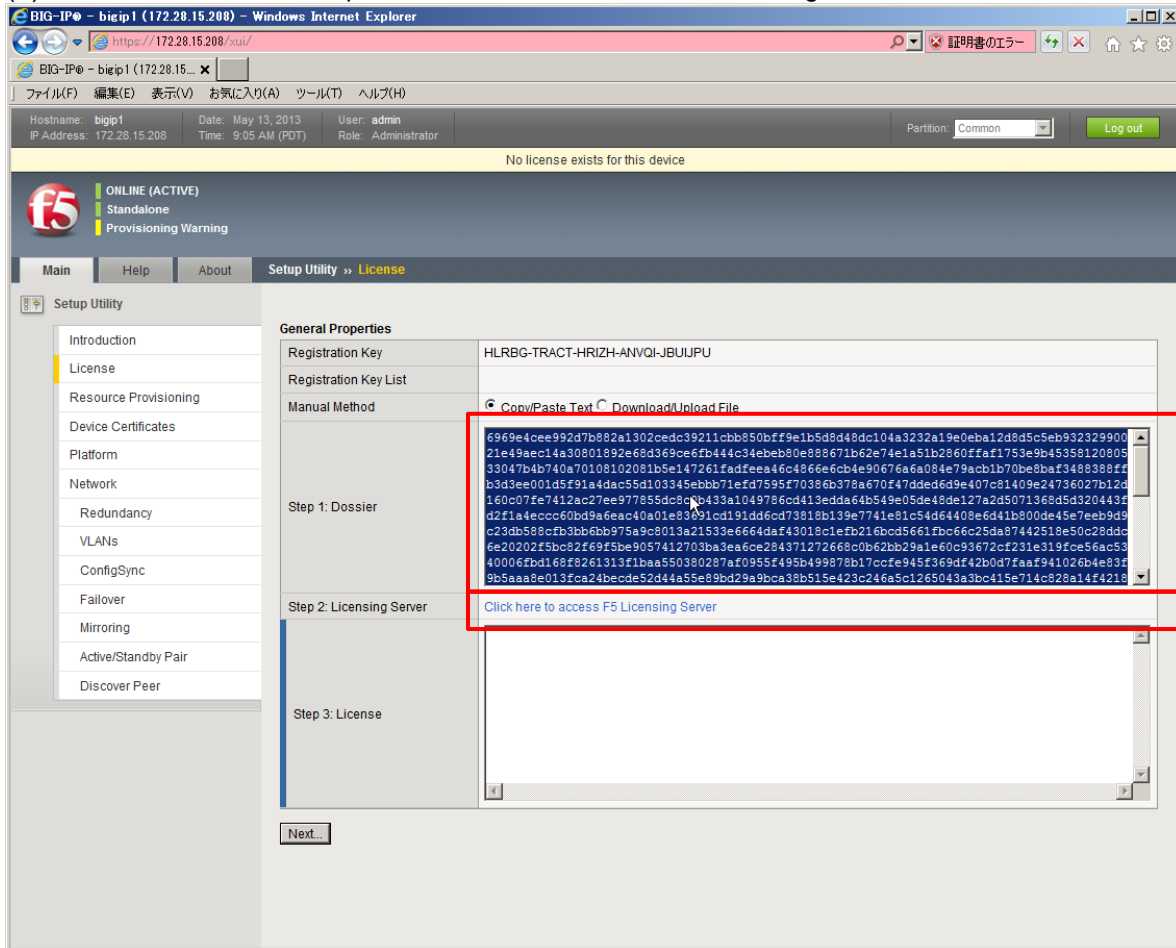 BIG-IP® - bigip1 (172.28.15.208) - Windows Internet Explorer
https://172.28.15.208/xui/
証明書のエラー
BIG-IP® - bigip1 (172.28.15....
ファイル(F) 編集(E) 表示(V) お気に入り(A) ツール(T) ヘルプ(H)
Hostname: bigip1 Date: May 13, 2013 User: admin
IP Address: 172.28.15.208 Time: 9:05 AM (PDT) Role: Administrator
Partition: Common Log out
No license exists for this device
f5
ONLINE (ACTIVE)
Standalone
Provisioning Warning
Main Help About Setup Utility ›› License
Setup Utility
Introduction
License
Resource Provisioning
Device Certificates
Platform
Network
Redundancy
VLANs
ConfigSync
Failover
Mirroring
Active/Standby Pair
Discover Peer
General Properties
Registration Key HLRBG-TRACT-HRIZH-ANVQI-JBUIJPU
Registration Key List
Manual Method Copy/Paste Text Download/Upload File
Step 1: Dossier
6969e4cee992d7b882a1302cedc39211cbb850bff9e1b5d8d48dc104a3232a19e0eba12d8d5c5eb932329900
21e49aec14a30801892e68d369ce6fb444c34ebeb80e888671b62e74e1a51b2860ffaf1753e9b45358120805
33047b4b740a70108102081b5e147261fadfeea46c4866e6cb4e90676a6a084e79acb1b70be8baf3488388ff
b3d3ee001d5f91a4dac55d103345ebbb71efd7595f70386b378a670f47dded6d9e407c81409e24736027b12d
c23db588cfb3bb6bb975a9c8013a21533e6664daf43018c1efb216bcd5661fbc66c25da87442518e50c28ddc
6e20202f5bc82f69f5be9057412703ba3ea6ce284371272668c0b62bb29a1e60c93672cf231e319fce56ac53
40006fbd168f8261313f1baa550380287af0955f495b499878b17ccfe945f369df42b0d7faaf941026b4e83f
9b5aaa8e013fca24becde52d44a55e89bd29a9bca38b515e423c246a5c1265043a3bc415e714c828a14f4218
Step 2: Licensing Server Click here to access F5 Licensing Server
Step 3: License
Next...